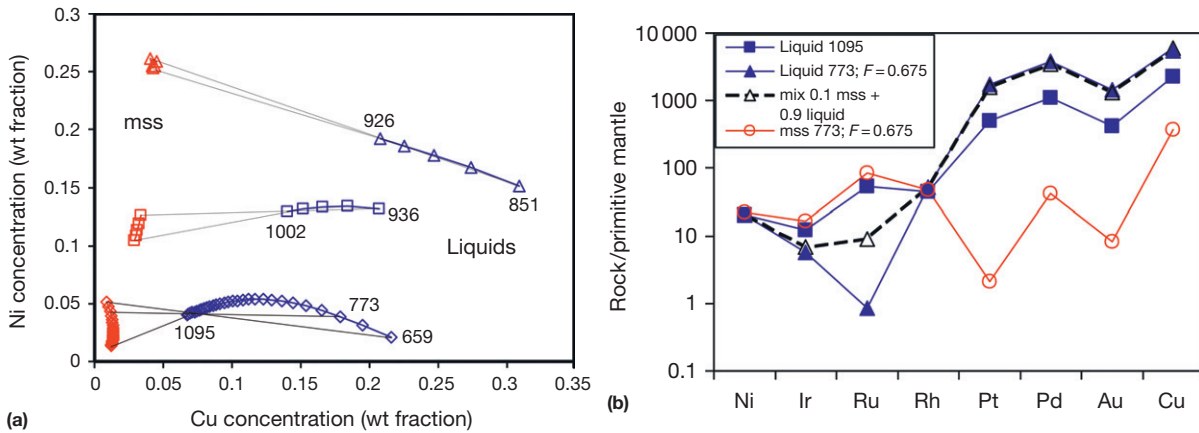 0.3
0.25
0.2
0.15
0.1
0.05
0
Ni concentration (wt fraction)
mss
926
851
1002
936
Liquids
1095
773
659
0 0.05 0.1 0.15 0.2 0.25 0.3 0.35
Cu concentration (wt fraction)
(a)
10 000
1000
100
10
1
0.1
Rock/primitive mantle
Liquid 1095
Liquid 773; F = 0.675
mix 0.1 mss +
0.9 liquid
mss 773; F = 0.675
Ni Ir Ru Rh Pt Pd Au Cu
(b)